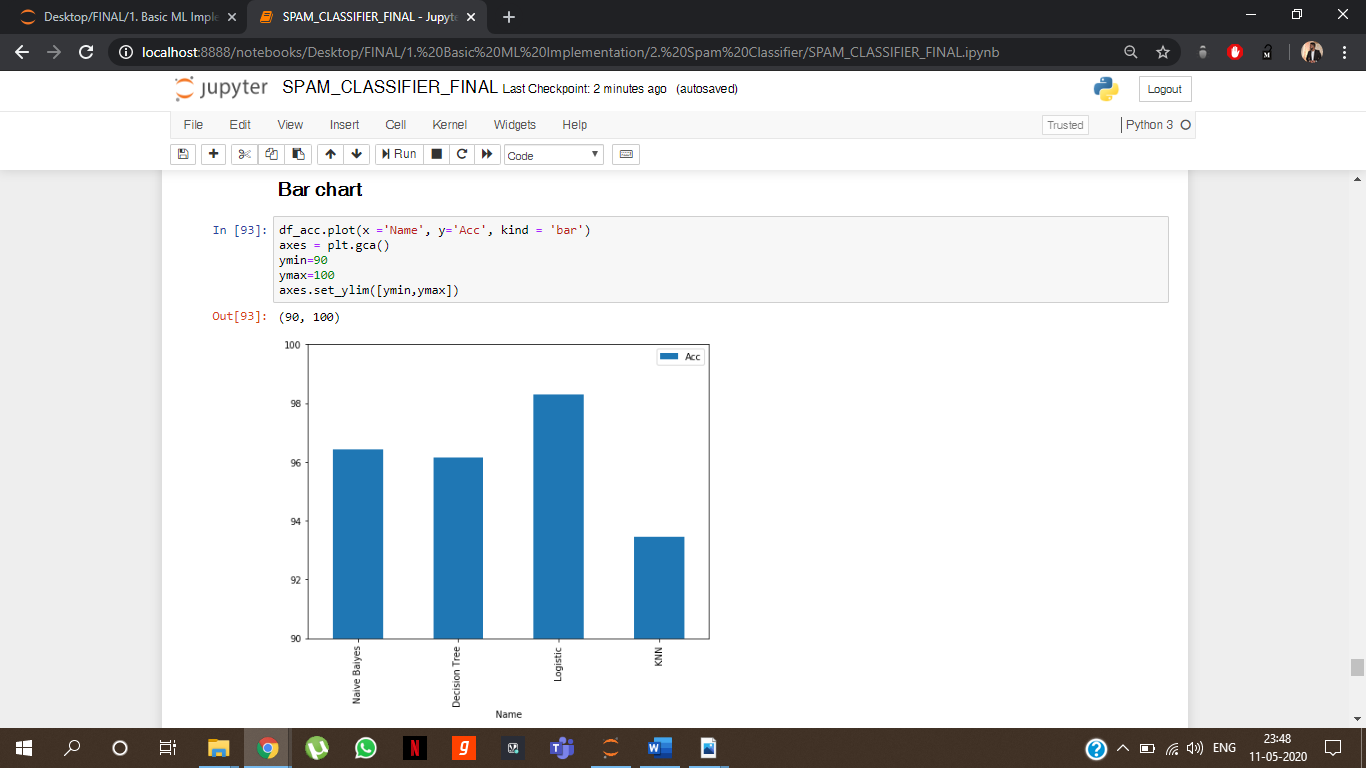 Desktop/FINAL/1. Basic ML Imple
SPAM_CLASSIFIER_FINAL - Jupyte
localhost:8888/notebooks/Desktop/FINAL/1.%20Basic%20ML%20Implementation/2.%20Spam%20Classifier/SPAM_CLASSIFIER_FINAL.ipynb
jupyter SPAM_CLASSIFIER_FINAL Last Checkpoint: 2 minutes ago (autosaved)
Logout
File Edit View Insert Cell Kernel Widgets Help
Trusted
Python 3
Run
Code
Bar chart
In [93]:
df_acc.plot(x ='Name', y='Acc', kind = 'bar')
axes = plt.gca()
ymin=90
ymax=100
axes.set_ylim([ymin,ymax])
Out[93]: (90, 100)
100
98
96
94
92
90
Acc
Naive Baiyes
Decision Tree
Logistic
KNN
Name
ENG
23:48
11-05-2020